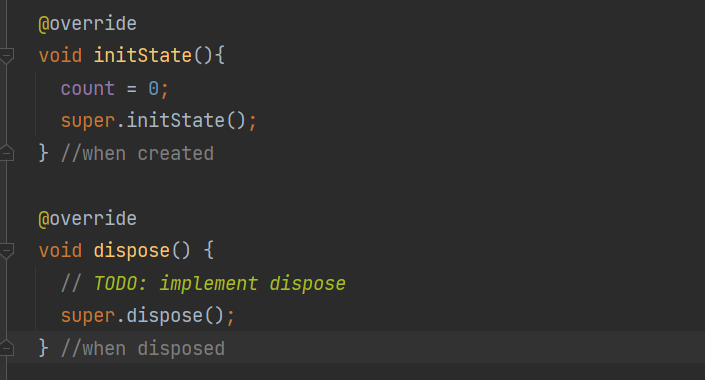 @override
void initState(){
count = 0;
super.initState();
} //when created
@override
void dispose() {
// TODO: implement dispose
super.dispose();
} //when disposed